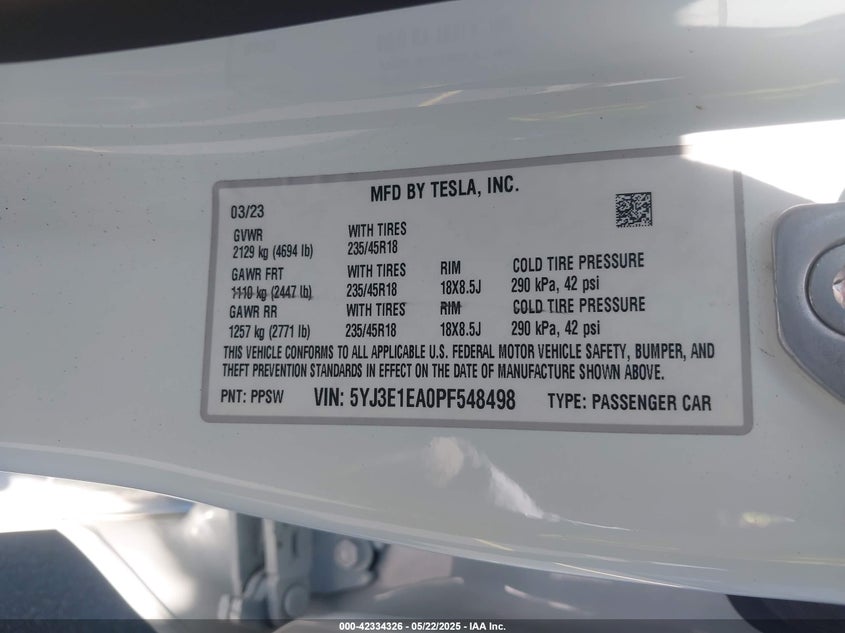 MFD BY TESLA, INC.
03/23
GVWR WITH TIRES
2129 kg (4694 lb) 235/45R18
GAWR FRT WITH TIRES RIM COLD TIRE PRESSURE
1110 kg (2447 lb) 235/45R18 18X8.5J 290 kPa, 42 psi
GAWR RR WITH TIRES RIM COLD TIRE PRESSURE
1257 kg (2771 lb) 235/45R18 18X8.5J 290 kPa, 42 psi
THIS VEHICLE CONFORMS TO ALL APPLICABLE U.S. FEDERAL MOTOR VEHICLE SAFETY, BUMPER, AND
THEFT PREVENTION STANDARDS IN EFFECT ON THE DATE OF MANUFACTURE SHOWN ABOVE.
PNT: PPSW VIN: 5YJ3E1EA0PF548498 TYPE: PASSENGER CAR
000-42334326 - 05/22/2025 - IAA Inc.